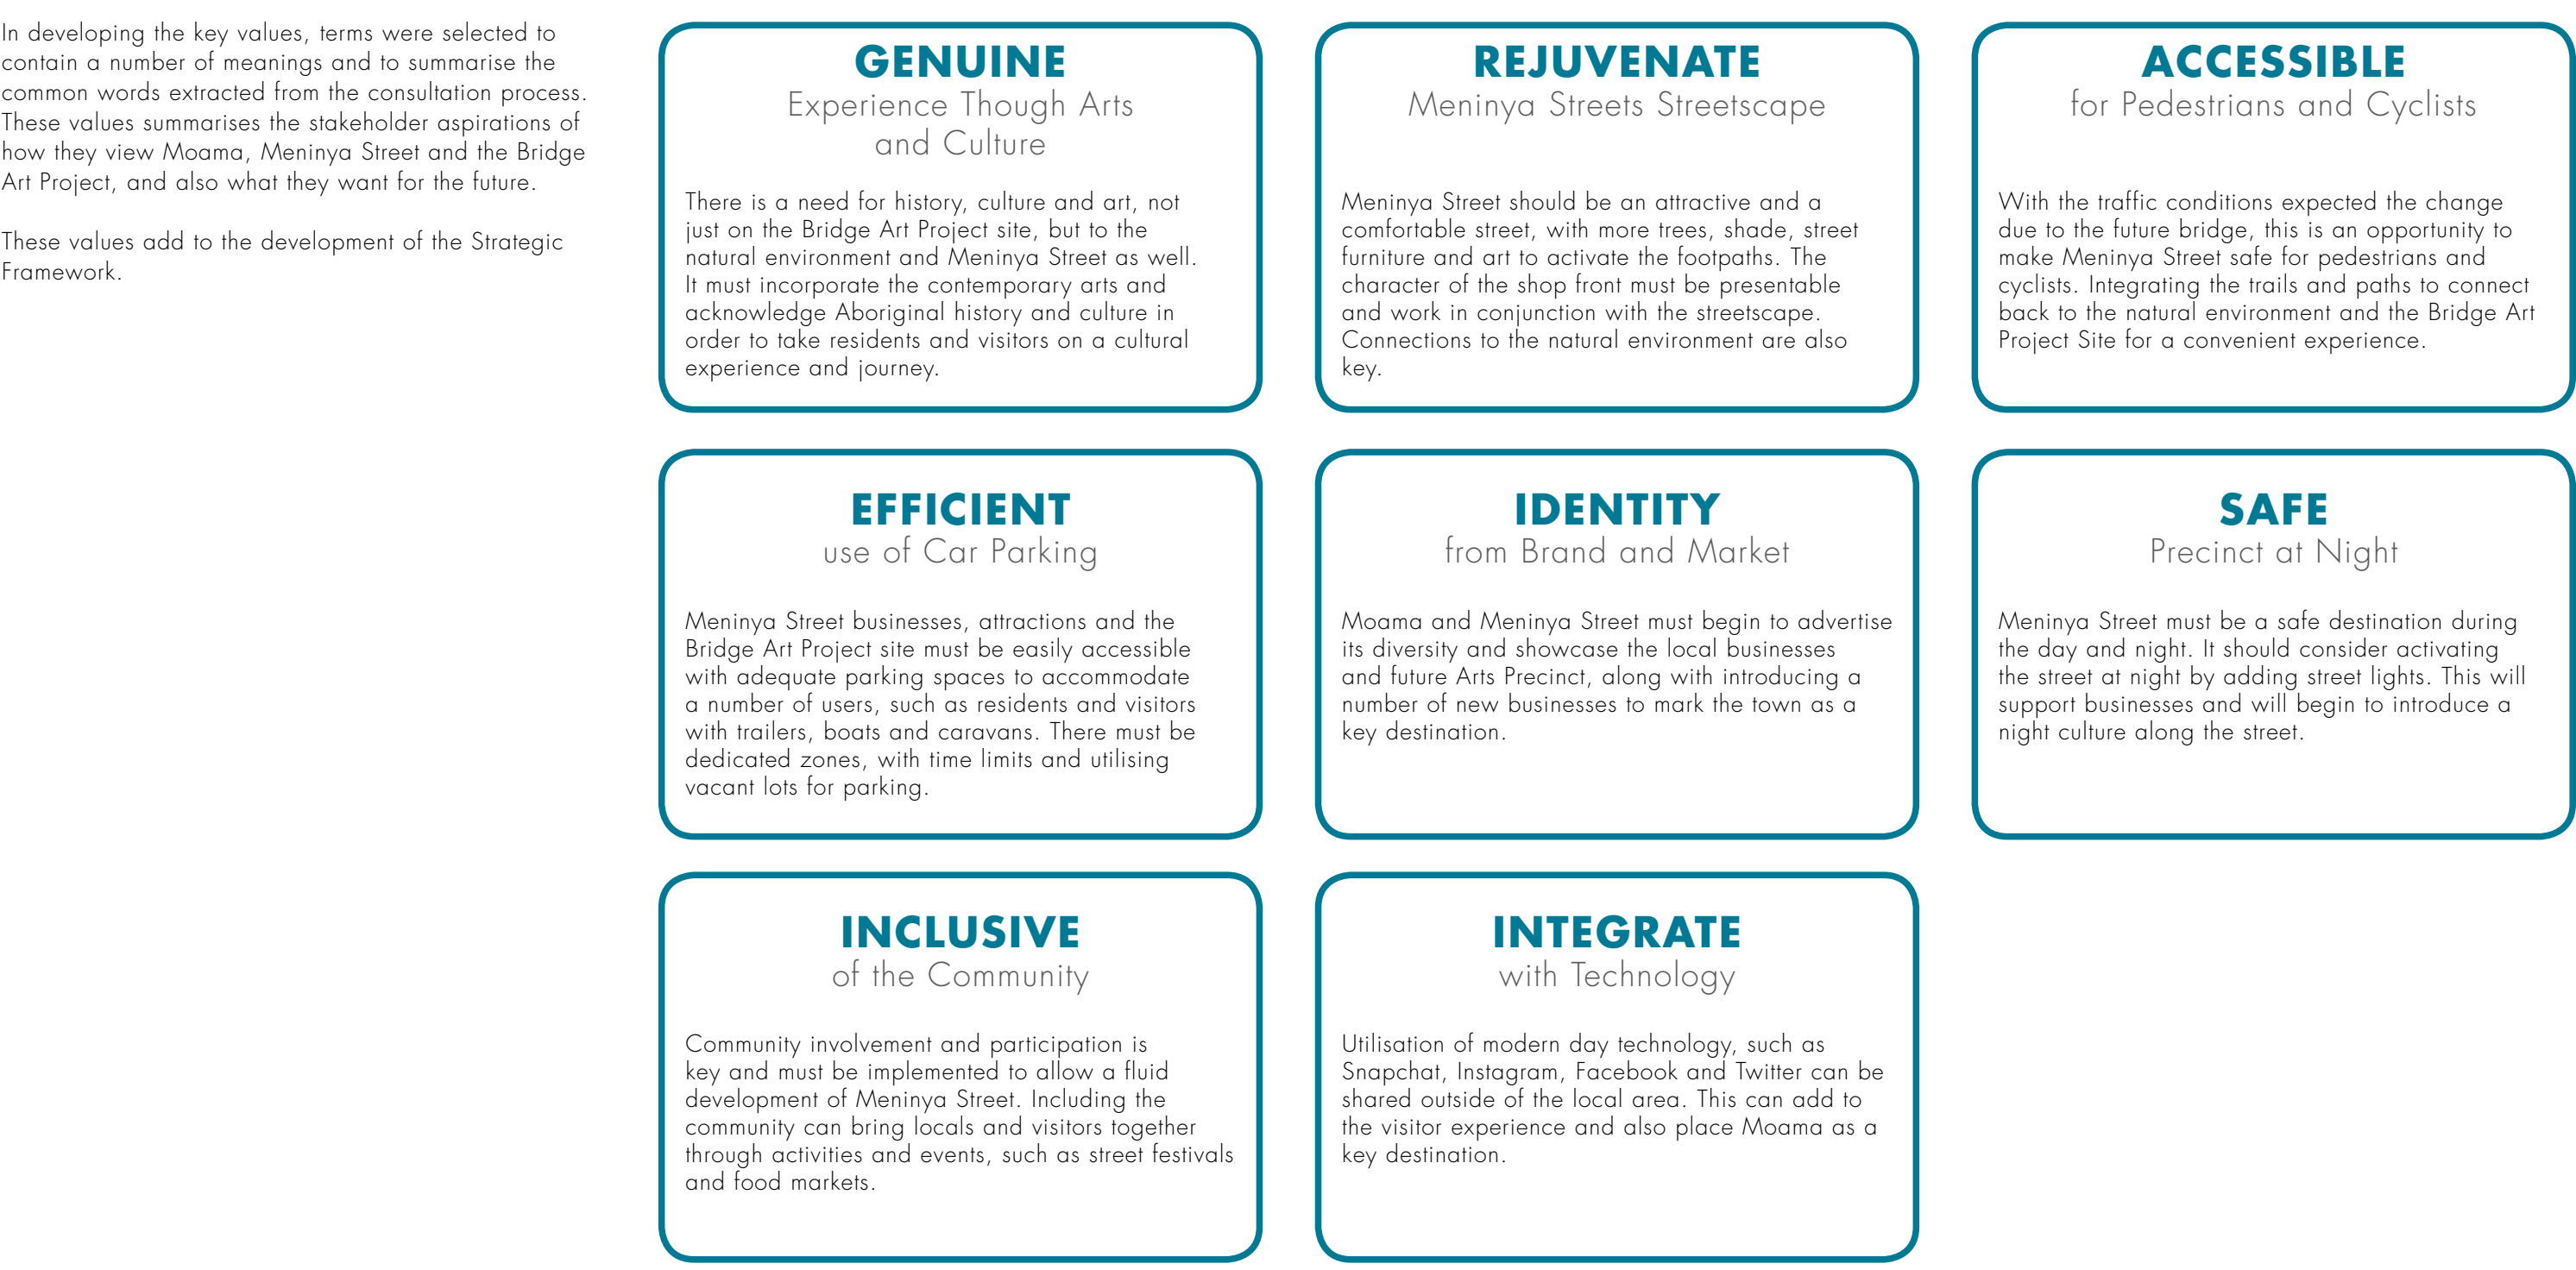 In developing the key values, terms were selected to
contain a number of meanings and to summarise the
common words extracted from the consultation process.
These values summarises the stakeholder aspirations of
how they view Moama, Meninya Street and the Bridge
Art Project, and also what they want for the future.
These values add to the development of the Strategic
Framework.
GENUINE
Experience Though Arts
and Culture
There is a need for history, culture and art, not
just on the Bridge Art Project site, but to the
natural environment and Meninya Street as well.
It must incorporate the contemporary arts and
acknowledge Aboriginal history and culture in
order to take residents and visitors on a cultural
experience and journey.
REJUVENATE
Meninya Streets Streetscape
Meninya Street should be an attractive and a
comfortable street, with more trees, shade, street
furniture and art to activate the footpaths. The
character of the shop front must be presentable
and work in conjunction with the streetscape.
Connections to the natural environment are also
key.
ACCESSIBLE
for Pedestrians and Cyclists
With the traffic conditions expected the change
due to the future bridge, this is an opportunity to
make Meninya Street safe for pedestrians and
cyclists. Integrating the trails and paths to connect
back to the natural environment and the Bridge Art
Project Site for a convenient experience.
EFFICIENT
use of Car Parking
Meninya Street businesses, attractions and the
Bridge Art Project site must be easily accessible
with adequate parking spaces to accommodate
a number of users, such as residents and visitors
with trailers, boats and caravans. There must be
dedicated zones, with time limits and utilising
vacant lots for parking.
IDENTITY
from Brand and Market
Moama and Meninya Street must begin to advertise
its diversity and showcase the local businesses
and future Arts Precinct, along with introducing a
number of new businesses to mark the town as a
key destination.
SAFE
Precinct at Night
Meninya Street must be a safe destination during
the day and night. It should consider activating
the street at night by adding street lights. This will
support businesses and will begin to introduce a
night culture along the street.
INCLUSIVE
of the Community
Community involvement and participation is
key and must be implemented to allow a fluid
development of Meninya Street. Including the
community can bring locals and visitors together
through activities and events, such as street festivals
and food markets.
INTEGRATE
with Technology
Utilisation of modern day technology, such as
Snapchat, Instagram, Facebook and Twitter can be
shared outside of the local area. This can add to
the visitor experience and also place Moama as a
key destination.